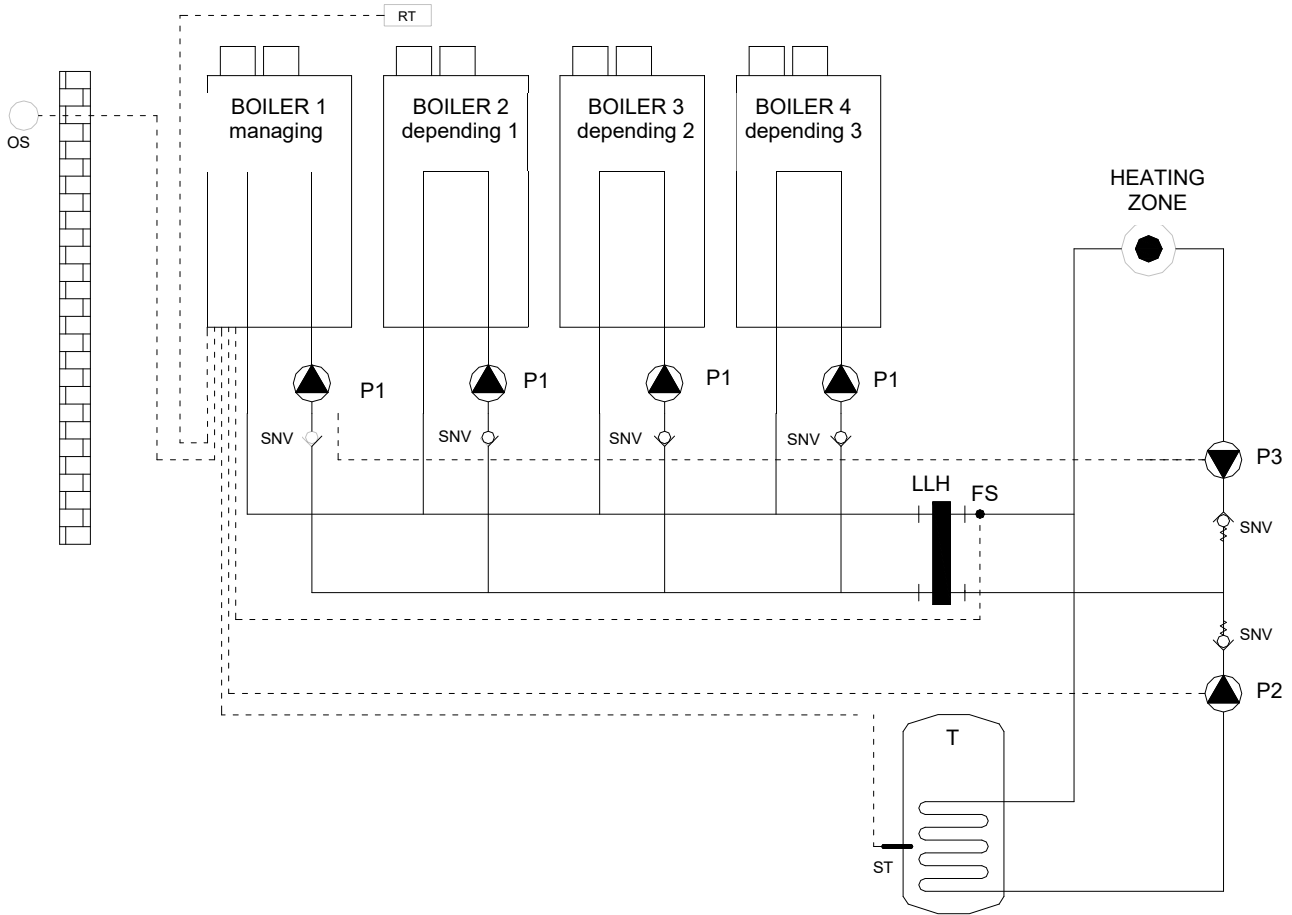 RT
OS
BOILER 1
managing
BOILER 2
depending 1
BOILER 3
depending 2
BOILER 4
depending 3
HEATING
ZONE
P1
P1
P1
P1
SNV
SNV
SNV
SNV
P3
LLH
FS
SNV
SNV
P2
T
ST